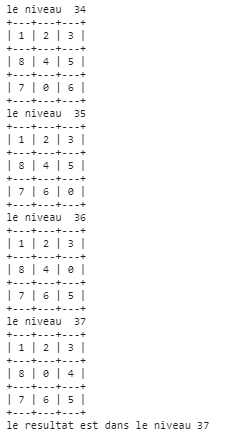 le niveau  34
+---+---+---+
| 1 | 2 | 3 |
+---+---+---+
| 8 | 4 | 5 |
+---+---+---+
| 7 | 0 | 6 |
+---+---+---+
le niveau  35
+---+---+---+
| 1 | 2 | 3 |
+---+---+---+
| 8 | 4 | 5 |
+---+---+---+
| 7 | 6 | 0 |
+---+---+---+
le niveau  36
+---+---+---+
| 1 | 2 | 3 |
+---+---+---+
| 8 | 4 | 0 |
+---+---+---+
| 7 | 6 | 5 |
+---+---+---+
le niveau  37
+---+---+---+
| 1 | 2 | 3 |
+---+---+---+
| 8 | 0 | 4 |
+---+---+---+
| 7 | 6 | 5 |
+---+---+---+
le resultat est dans le niveau 37